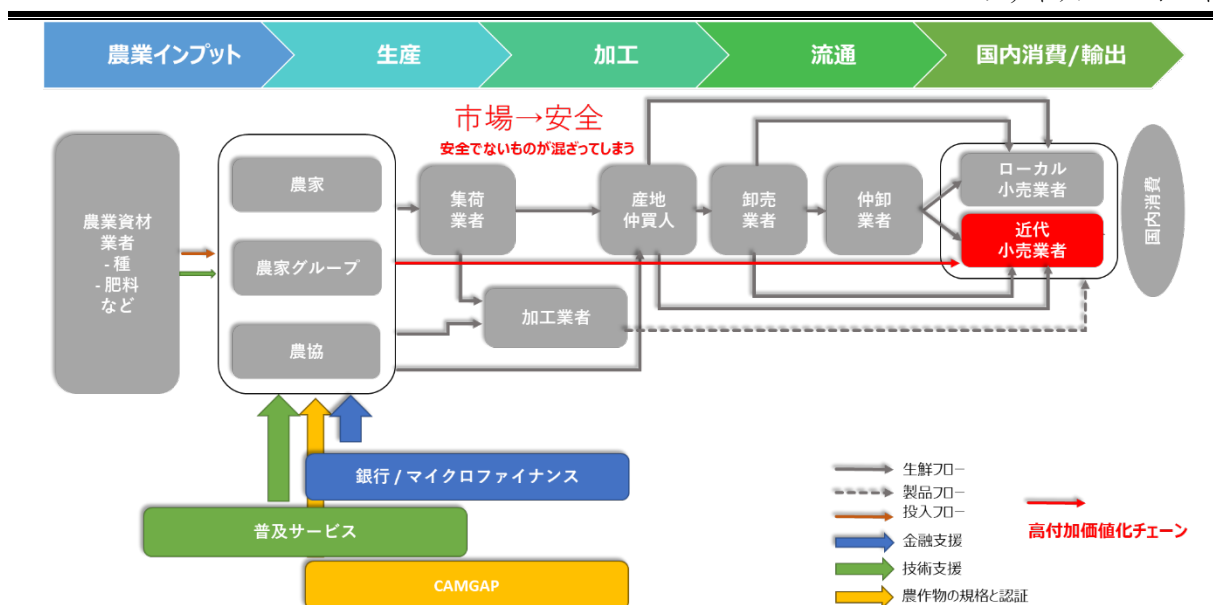 農業インプット
生産
加工
流通
国内消費/輸出
市場→安全
安全でないものが混ざってしまう
農業資材
業者
- 種
- 肥料
など
農家
農家グループ
農協
集荷
業者
加工業者
産地
仲買人
卸売
業者
仲卸
業者
ローカル
小売業者
近代
小売業者
国内消費
銀行 / マイクロファイナンス
普及サービス
CAMGAP
生鮮フロー
製品フロー
投入フロー
金融支援
技術支援
農作物の規格と認証
高付加価値化チェーン